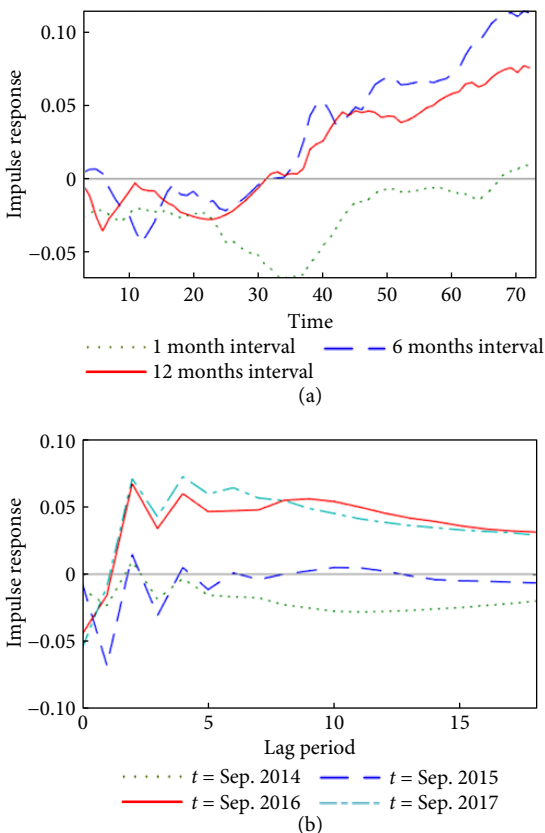 0.10
0.05
0
−0.05
Impulse response
10 20 30 40 50 60 70
Time
1 month interval 6 months interval
12 months interval
(a)
0.10
0.05
0
−0.05
−0.10
Impulse response
0 5 10 15
Lag period
t = Sep. 2014 t = Sep. 2015
t = Sep. 2016 t = Sep. 2017
(b)